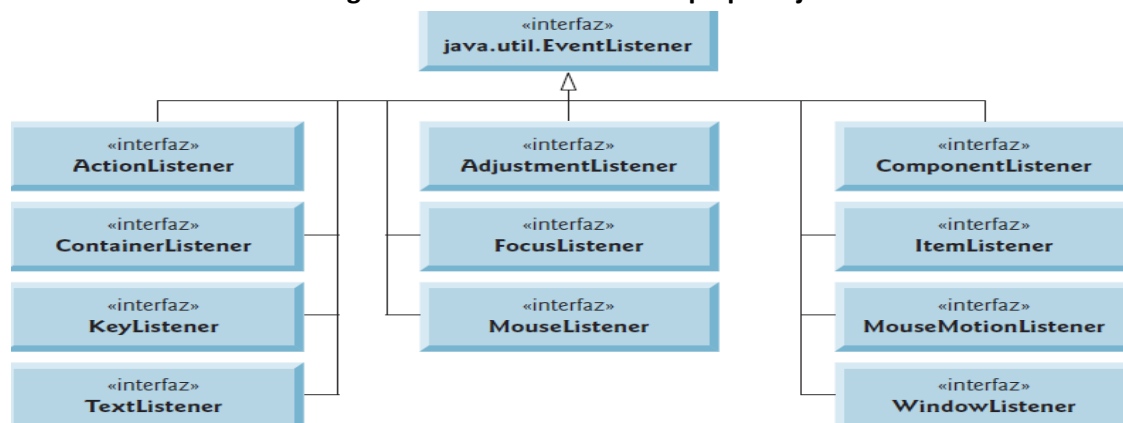 «interfaz»
java.util.EventListener
«interfaz»
ActionListener
«interfaz»
AdjustmentListener
«interfaz»
ComponentListener
«interfaz»
ContainerListener
«interfaz»
FocusListener
«interfaz»
ItemListener
«interfaz»
KeyListener
«interfaz»
MouseListener
«interfaz»
MouseMotionListener
«interfaz»
TextListener
«interfaz»
WindowListener